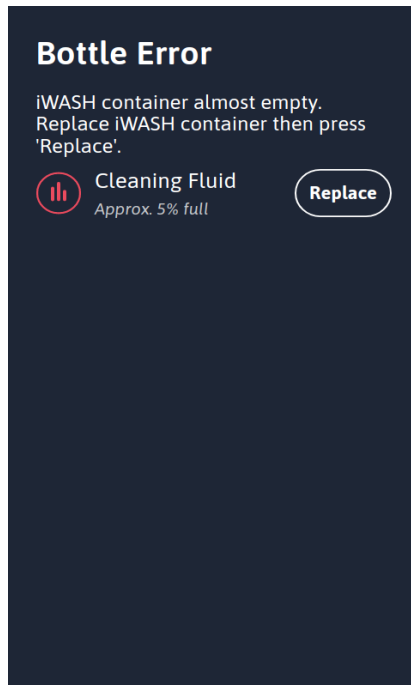 Bottle Error
iWASH container almost empty.
Replace iWASH container then press
'Replace'.
Cleaning Fluid
Approx. 5% full
Replace